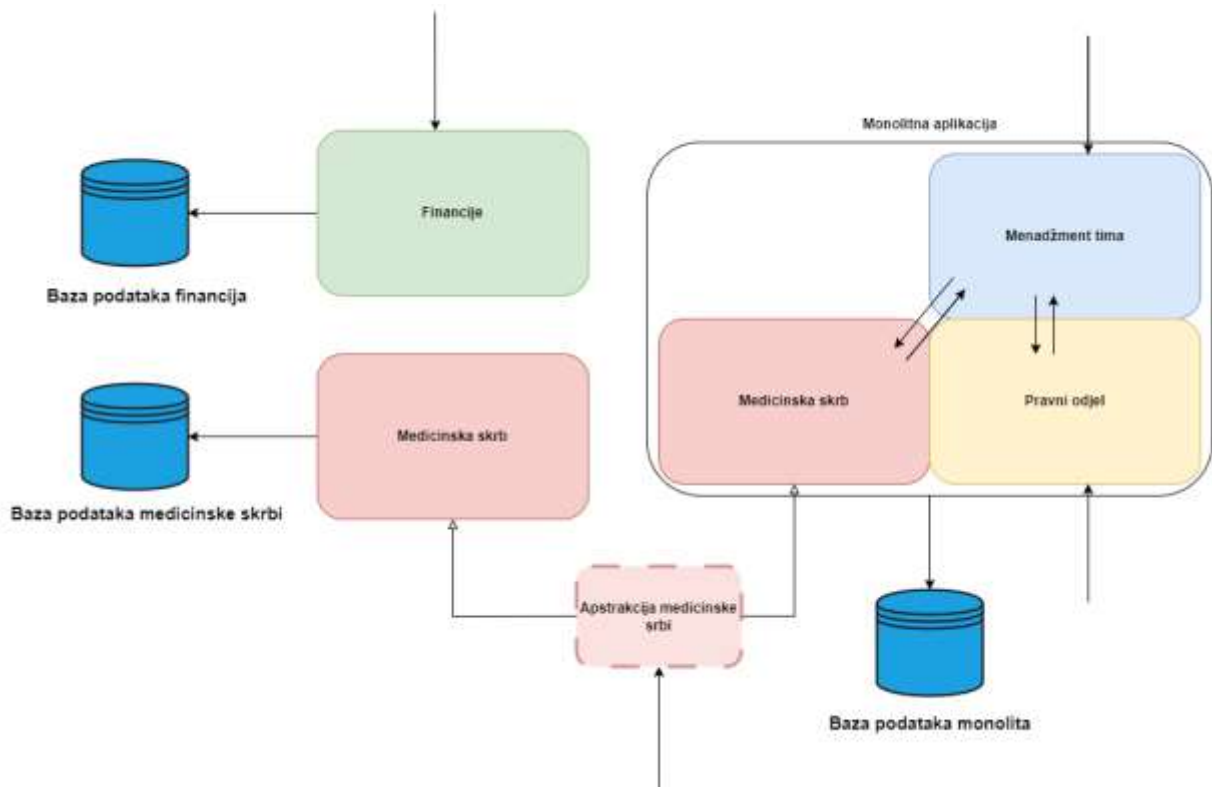 Monolitna aplikacija
Financije
Menadžment tima
Baza podataka financija
Medicinska skrb
Pravni odjel
Medicinska skrb
Baza podataka medicinske skrbi
Apstrakcija medicinske
srbi
Baza podataka monolita